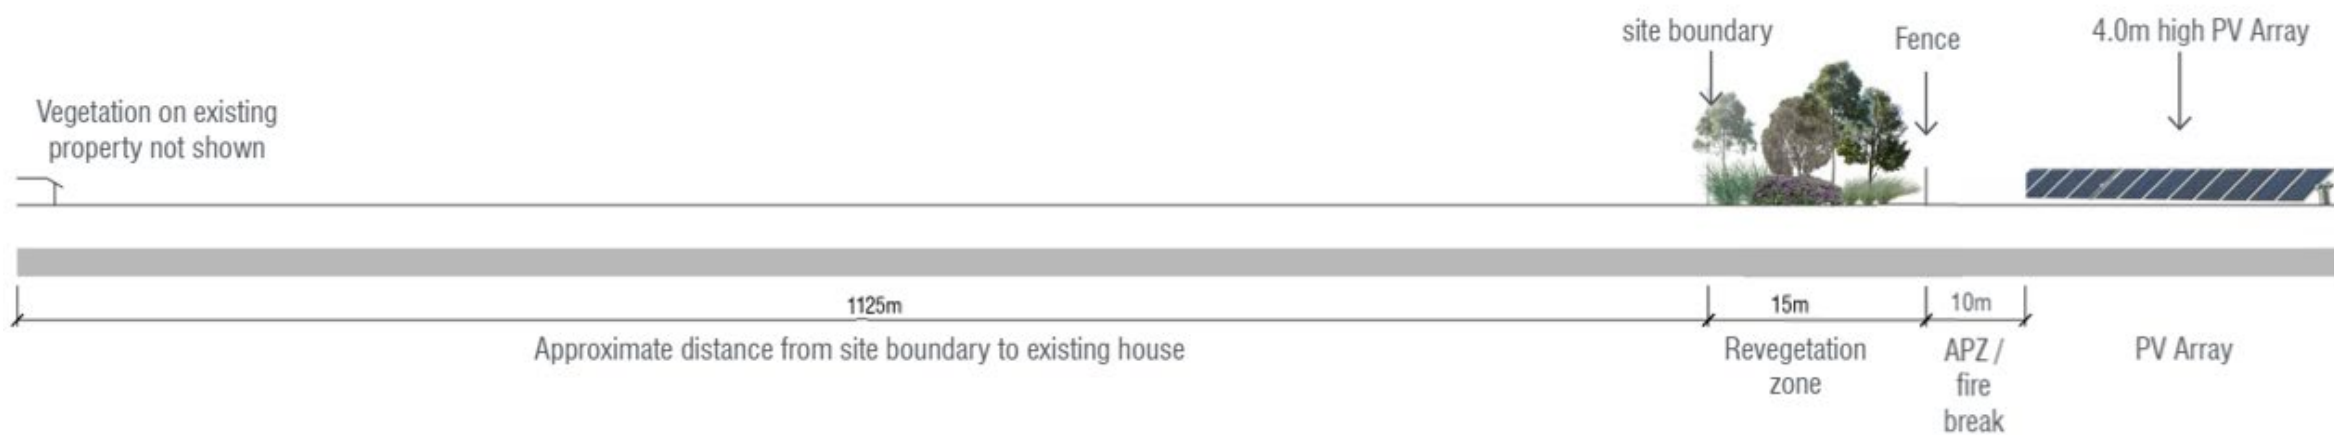 site boundary
Fence
4.0m high PV Array
Vegetation on existing
property not shown
1125m
15m
10m
Approximate distance from site boundary to existing house
Revegetation
zone
APZ /
fire
break
PV Array